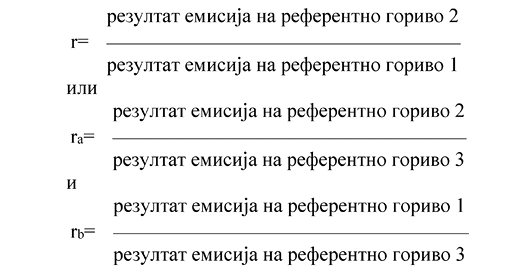 резултат емисија на референтно гориво 2
r=
резултат емисија на референтно гориво 1
или
резултат емисија на референтно гориво 2
ra=
резултат емисија на референтно гориво 3
и
резултат емисија на референтно гориво 1
rb=
резултат емисија на референтно гориво 3